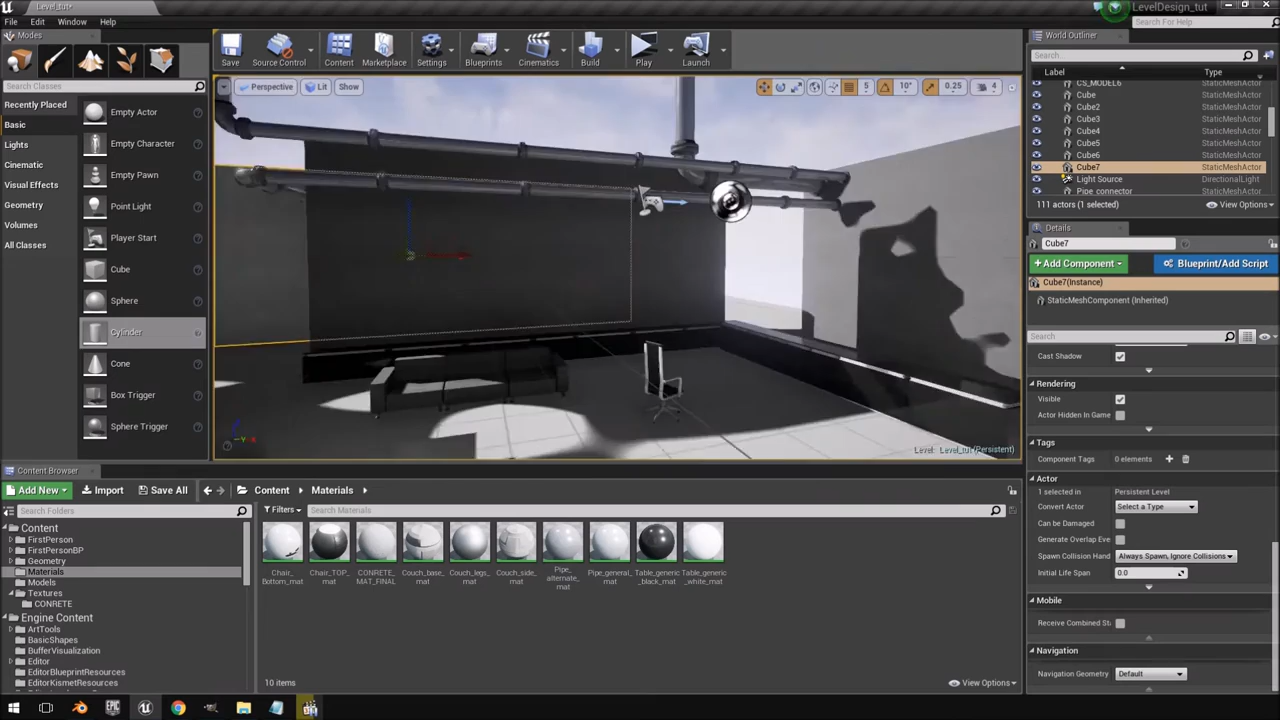 Level_tut*
LevelDesign_tut
File Edit Window Help
Search For Help
Modes
Search Classes
Recently Placed
Basic
Lights
Cinematic
Visual Effects
Geometry
Volumes
All Classes
Empty Actor
Empty Character
Empty Pawn
Point Light
Player Start
Cube
Sphere
Cylinder
Cone
Box Trigger
Sphere Trigger
Save Source Control Content Marketplace Settings Blueprints Cinematics Build Play Launch
Perspective Lit Show 5 10° 0.25 4
Level: Level_tut (Persistent)
World Outliner
Search
Label Type
CS_MODEL6 StaticMeshActor
Cube StaticMeshActor
Cube2 StaticMeshActor
Cube3 StaticMeshActor
Cube4 StaticMeshActor
Cube5 StaticMeshActor
Cube6 StaticMeshActor
Cube7 StaticMeshActor
Light Source DirectionalLight
Pipe_connector StaticMeshActor
111 actors (1 selected) View Options
Details
Cube7
+Add Component Blueprint/Add Script
Cube7(Instance)
StaticMeshComponent (Inherited)
Search
Cast Shadow
Rendering
Visible
Actor Hidden In Game
Tags
Component Tags 0 elements
Actor
1 selected in Persistent Level
Convert Actor Select a Type
Can be Damaged
Generate Overlap Eve
Spawn Collision Hand Always Spawn, Ignore Collisions
Initial Life Span 0.0
Mobile
Receive Combined St
Navigation
Navigation Geometry Default
Content Browser
Add New Import Save All Content Materials
Search Folders
Filters Search Materials
Content
FirstPerson
FirstPersonBP
Geometry
Materials
Models
Textures
CONRETE
Engine Content
ArtTools
BasicShapes
BufferVisualization
Editor
EditorBlueprintResources
EditorKismetResources
Chair_Bottom_mat
Chair_TOP_mat
CONRETE_MAT_FINAL
Couch_base_mat
Couch_legs_mat
Couch_side_mat
Pipe_alternate_mat
Pipe_general_mat
Table_generic_black_mat
Table_generic_white_mat
10 items View Options
EPIC